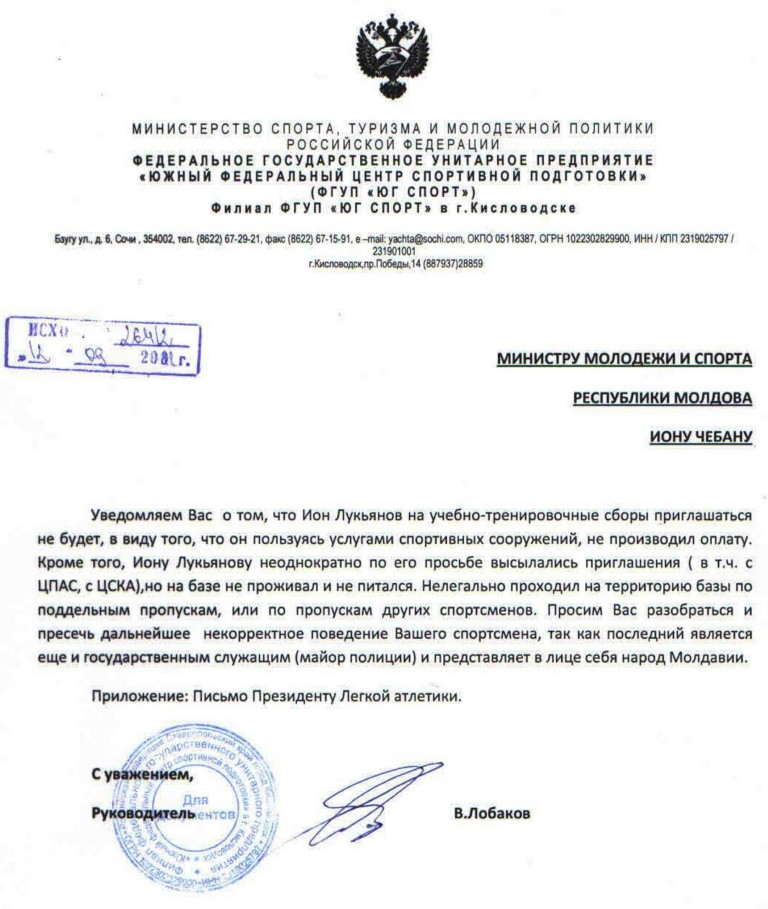 МИНИСТЕРСТВО СПОРТА, ТУРИЗМА И МОЛОДЕЖНОЙ ПОЛИТИКИ
РОССИЙСКОЙ ФЕДЕРАЦИИ
ФЕДЕРАЛЬНОЕ ГОСУДАРСТВЕННОЕ УНИТАРНОЕ ПРЕДПРИЯТИЕ
«ЮЖНЫЙ ФЕДЕРАЛЬНЫЙ ЦЕНТР СПОРТИВНОЙ ПОДГОТОВКИ»
(ФГУП «ЮГ СПОРТ»)
Филиал ФГУП «ЮГ СПОРТ» в г.Кисловодске
Бзугу ул., д. 6, Сочи , 354002, тел. (8622) 67-29-21, факс (8622) 67-15-91, е –mail: yachta@sochi.com, ОКПО 05118387, ОГРН 1022302829900, ИНН / КПП 2319025797 /
231901001
г.Кисловодск,пр.Победы,14 (887937)28859
ИСХ
"12" 09 г.
МИНИСТРУ МОЛОДЕЖИ И СПОРТА
РЕСПУБЛИКИ МОЛДОВА
ИОНУ ЧЕБАНУ
Уведомляем Вас о том, что Ион Лукьянов на учебно-тренировочные сборы приглашаться
не будет, в виду того, что он пользуясь услугами спортивных сооружений, не производил оплату.
Кроме того, Иону Лукьянову неоднократно по его просьбе высылались приглашения ( в т.ч. с
ЦПАС, с ЦСКА),но на базе не проживал и не питался. Нелегально проходил на территорию базы по
поддельным пропускам, или по пропускам других спортсменов. Просим Вас разобраться и
пресечь дальнейшее некорректное поведение Вашего спортсмена, так как последний является
еще и государственным служащим (майор полиции) и представляет в лице себя народ Молдавии.
Приложение: Письмо Президенту Легкой атлетики.
С уважением,
Руководитель В.Лобаков
Для
документов